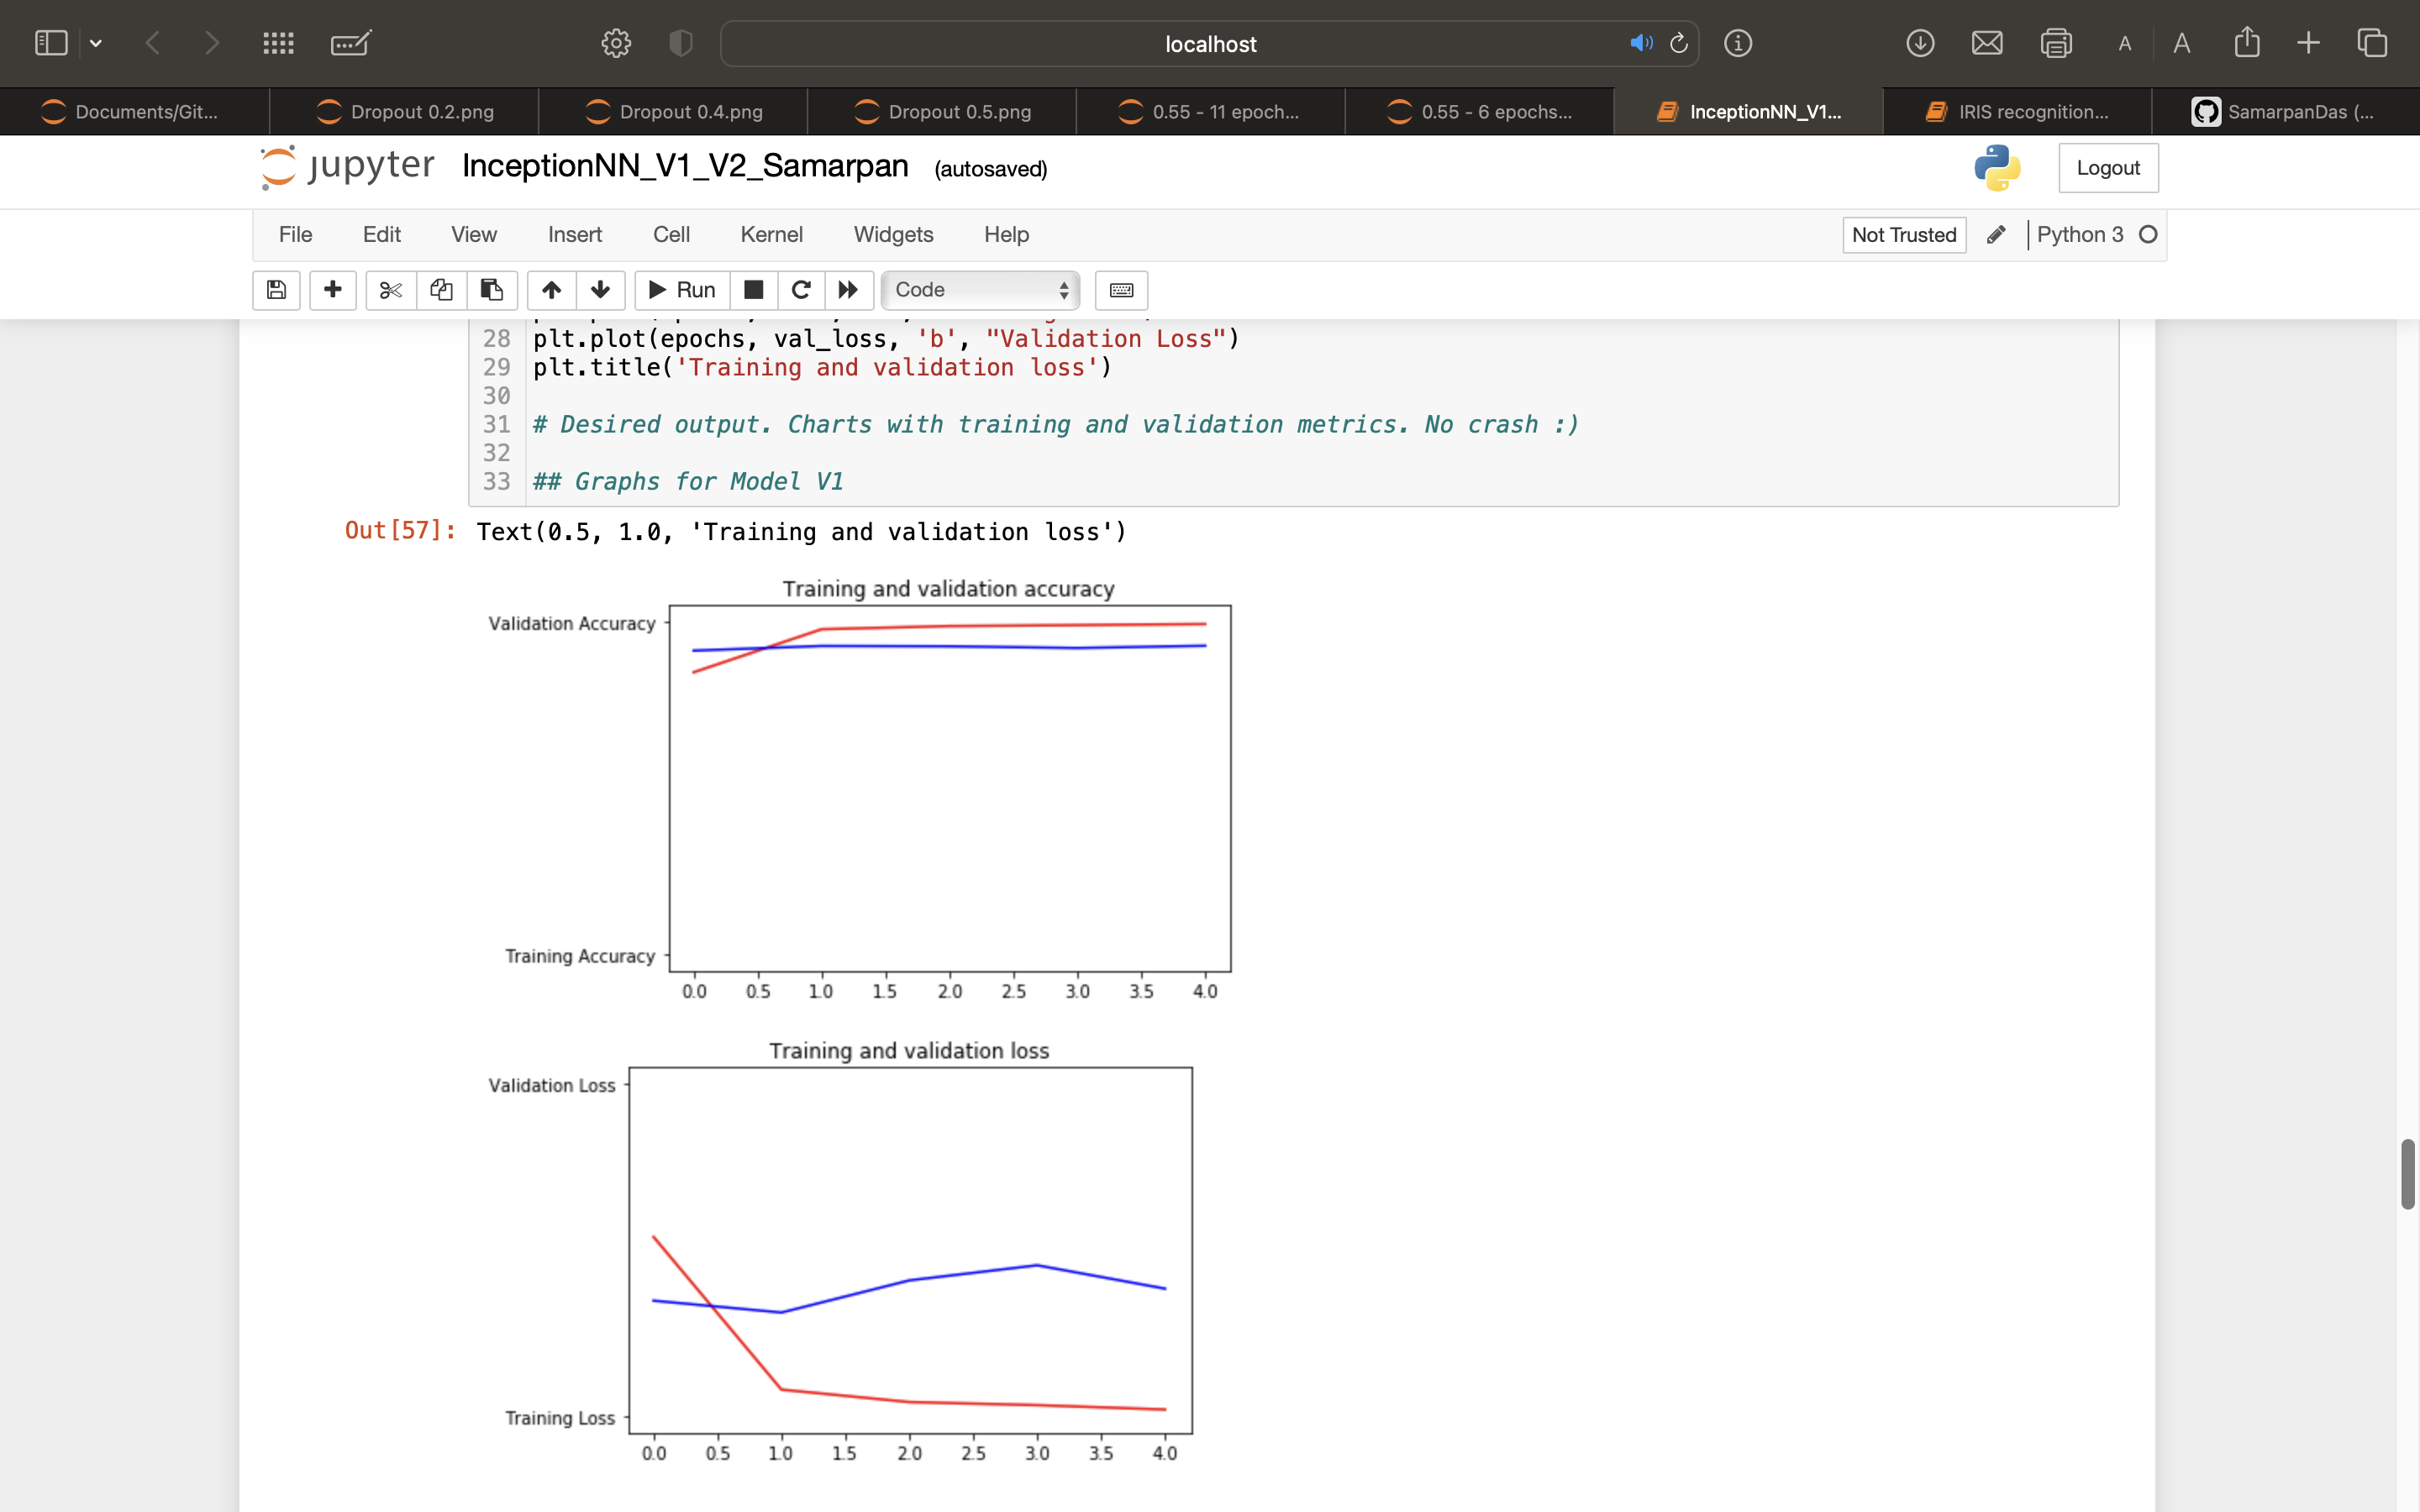 localhost
A A
Documents/Git...
Dropout 0.2.png
Dropout 0.4.png
Dropout 0.5.png
0.55 - 11 epoch...
0.55 - 6 epochs...
InceptionNN_V1...
IRIS recognition...
SamarpanDas (...
jupyter InceptionNN_V1_V2_Samarpan (autosaved)
Logout
File Edit View Insert Cell Kernel Widgets Help
Not Trusted
Python 3
Run
Code
28 plt.plot(epochs, val_loss, 'b', "Validation Loss")
29 plt.title('Training and validation loss')
30
31 # Desired output. Charts with training and validation metrics. No crash :)
32
33 ## Graphs for Model V1
Out[57]: Text(0.5, 1.0, 'Training and validation loss')
Training and validation accuracy
Validation Accuracy
Training Accuracy
0.0 0.5 1.0 1.5 2.0 2.5 3.0 3.5 4.0
Training and validation loss
Validation Loss
Training Loss
0.0 0.5 1.0 1.5 2.0 2.5 3.0 3.5 4.0